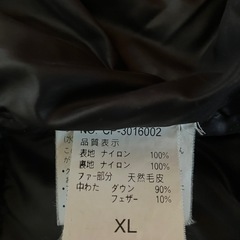 NO. CF-3016002
品質表示
表地 ナイロン 100%
裏地 ナイロン 100%
ファー部分 天然毛皮
中わた ダウン 90%
フェザー 10%
XL